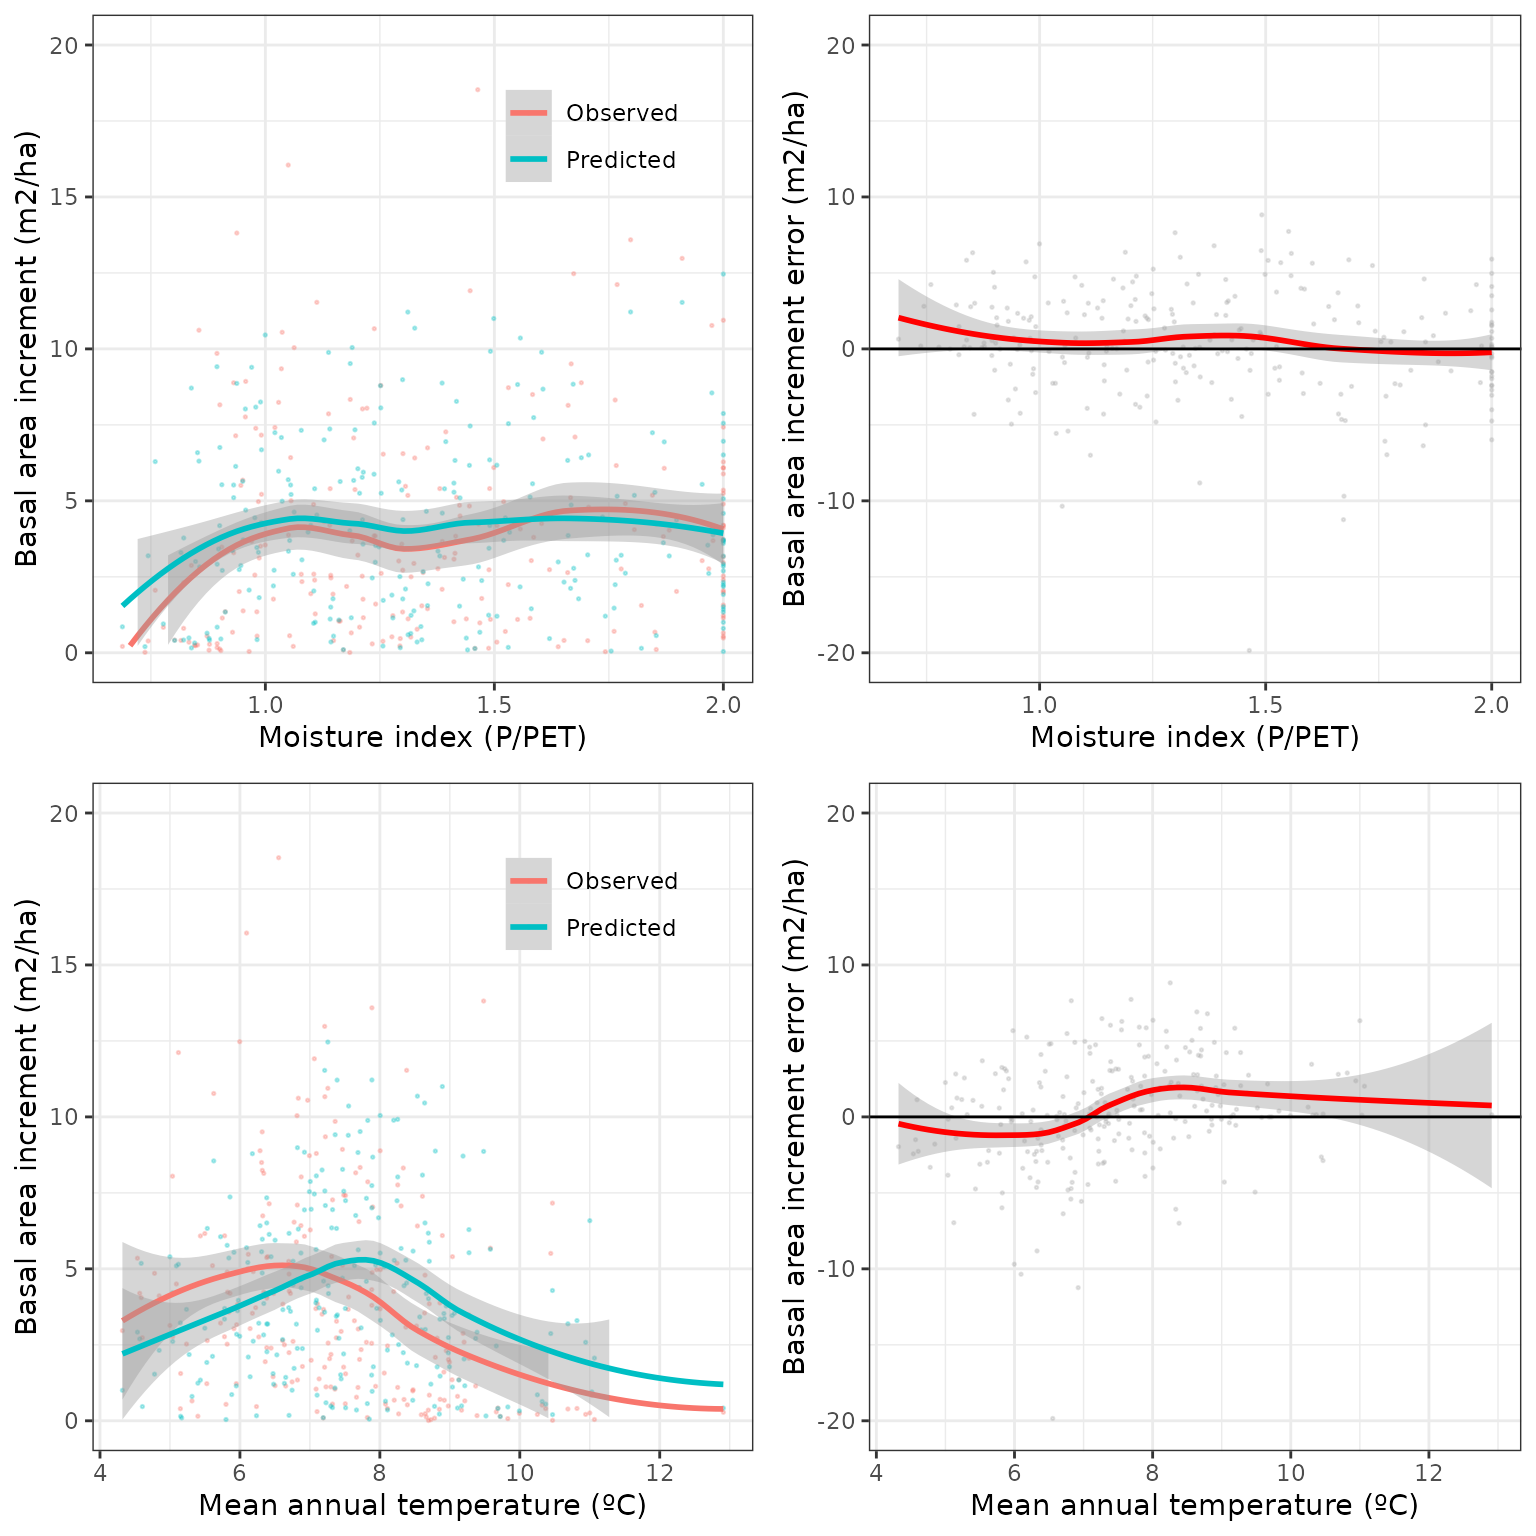 Basal area increment (m2/ha)
20
15
10
5
0
Observed
Predicted
1.0 1.5 2.0
Moisture index (P/PET)
Basal area increment error (m2/ha)
20
10
0
-10
-20
1.0 1.5 2.0
Moisture index (P/PET)
Basal area increment (m2/ha)
20
15
10
5
0
Observed
Predicted
4 6 8 10 12
Mean annual temperature (ºC)
Basal area increment error (m2/ha)
20
10
0
-10
-20
4 6 8 10 12
Mean annual temperature (ºC)